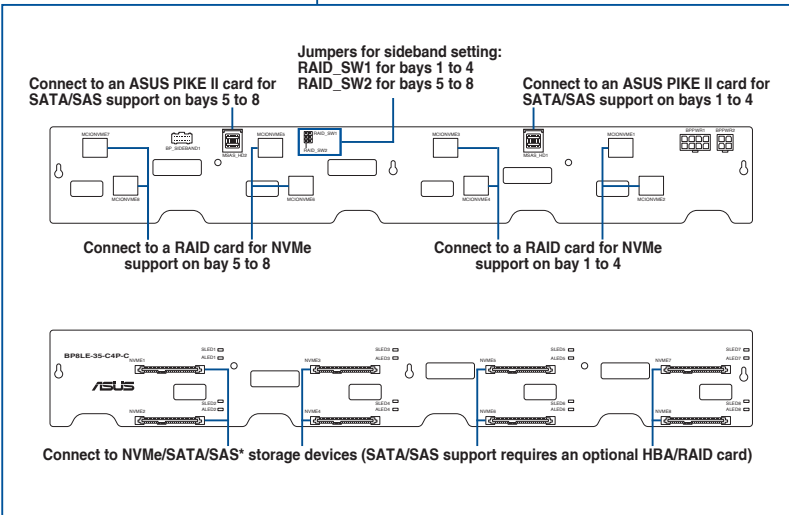 Jumpers for sideband setting:
RAID_SW1 for bays 1 to 4
RAID_SW2 for bays 5 to 8
Connect to an ASUS PIKE II card for
SATA/SAS support on bays 5 to 8
Connect to an ASUS PIKE II card for
SATA/SAS support on bays 1 to 4
MCIONVME7
BP_SIDEBAND1
MSAS_HD2
MCIONVME5
RAID_SW1
RAID_SW2
MCIONVME3
MSAS_HD1
MCIONVME1
BPPWR1
BPPWR2
MCIONVME8
MCIONVME6
MCIONVME4
MCIONVME2
Connect to a RAID card for NVMe
support on bay 5 to 8
Connect to a RAID card for NVMe
support on bay 1 to 4
BP8LE-35-C4P-C
SLED1
ALED1
NVME1
SLED3
ALED3
NVME3
SLED5
ALED5
NVME5
SLED7
ALED7
NVME7
ASUS
SLED2
ALED2
NVME2
SLED4
ALED4
NVME4
SLED6
ALED6
NVME6
SLED8
ALED8
NVME8
Connect to NVMe/SATA/SAS* storage devices (SATA/SAS support requires an optional HBA/RAID card)